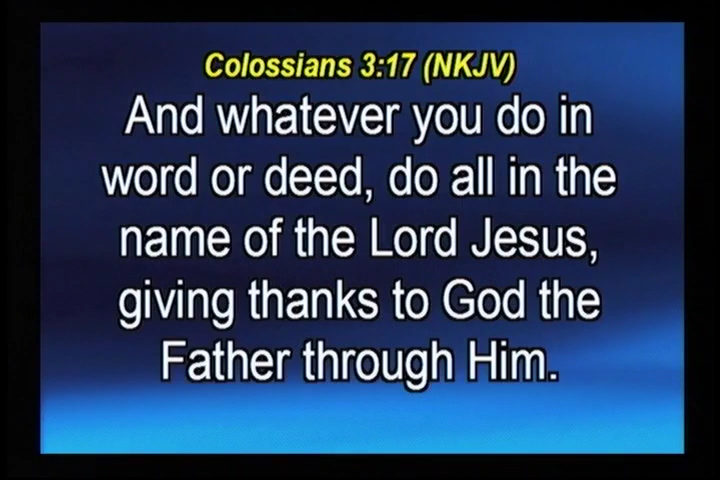 Colossians 3:17 (NKJV)
And whatever you do in
word or deed, do all in the
name of the Lord Jesus,
giving thanks to God the
Father through Him.